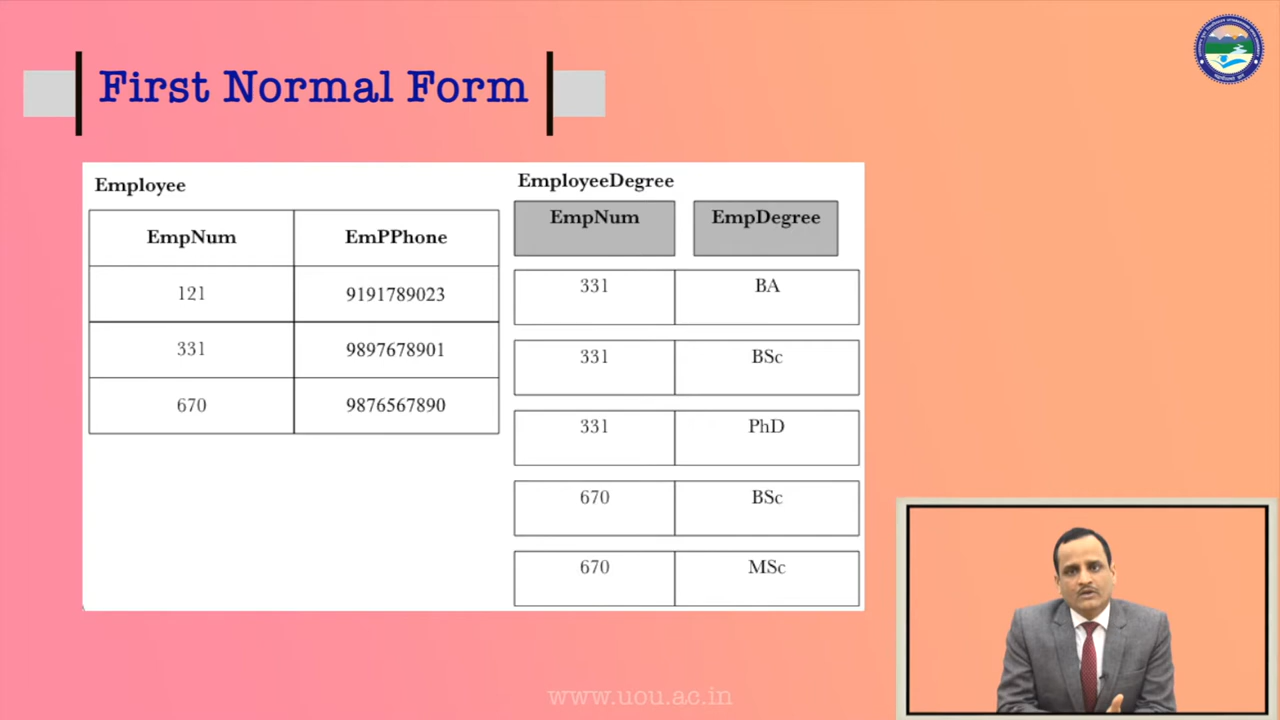 First Normal Form
Employee
EmpNum EmPPhone
121 9191789023
331 9897678901
670 9876567890
EmployeeDegree
EmpNum EmpDegree
331 BA
331 BSc
331 PhD
670 BSc
670 MSc
www.uou.ac.in